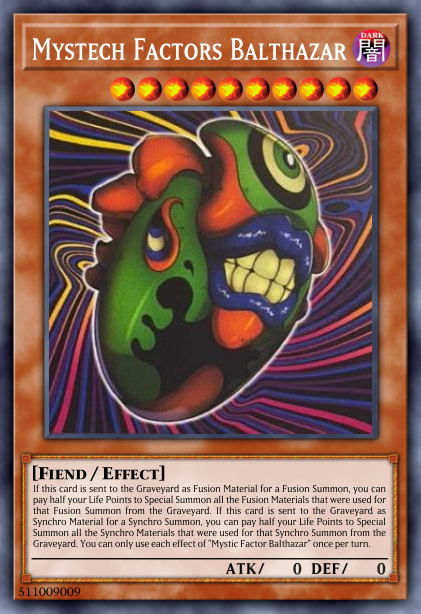 Mystech Factors Balthazar
DARK
闇
[Fiend / Effect]
If this card is sent to the Graveyard as Fusion Material for a Fusion Summon, you can
pay half your Life Points to Special Summon all the Fusion Materials that were used for
that Fusion Summon from the Graveyard. If this card is sent to the Graveyard as
Synchro Material for a Synchro Summon, you can pay half your Life Points to Special
Summon all the Synchro Materials that were used for that Synchro Summon from the
Graveyard. You can only use each effect of "Mystic Factor Balthazar" once per turn.
ATK/ 0 DEF/ 0
511009009